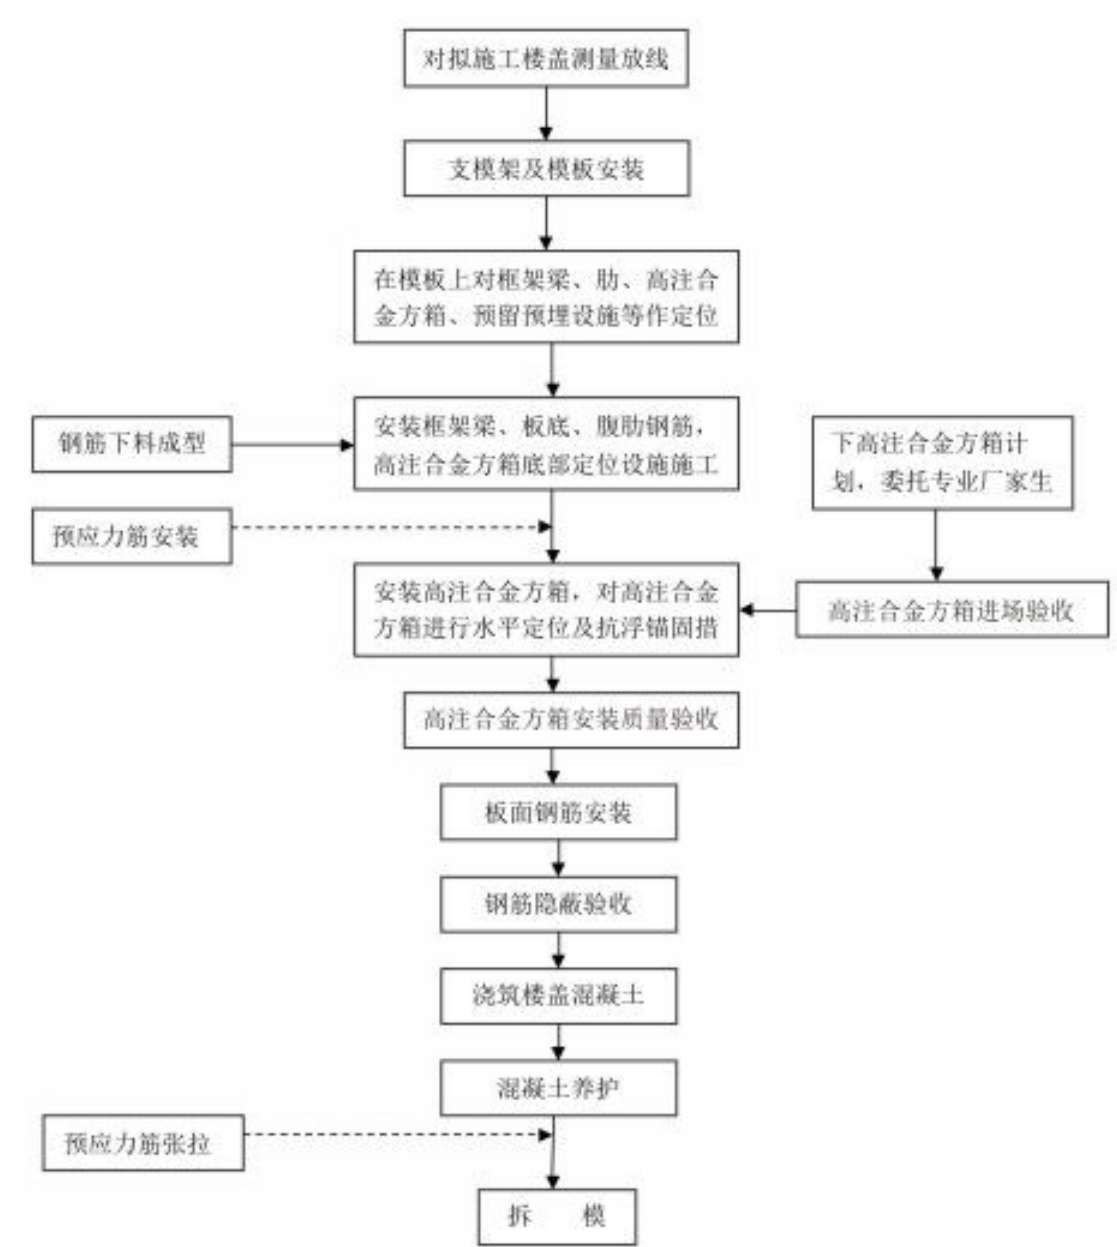 对拟施工楼盖测量放线
支模架及模板安装
在模板上对框架梁、肋、高注合
金方箱、预留预埋设施等作定位
钢筋下料成型
安装框架梁、板底、腹肋钢筋,
高注合金方箱底部定位设施施工
下高注合金方箱计
划,委托专业厂家生
预应力筋安装
安装高注合金方箱,对高注合金
方箱进行水平定位及抗浮锚固措
高注合金方箱进场验收
高注合金方箱安装质量验收
板面钢筋安装
钢筋隐蔽验收
浇筑楼盖混凝土
混凝土养护
预应力筋张拉
拆 模